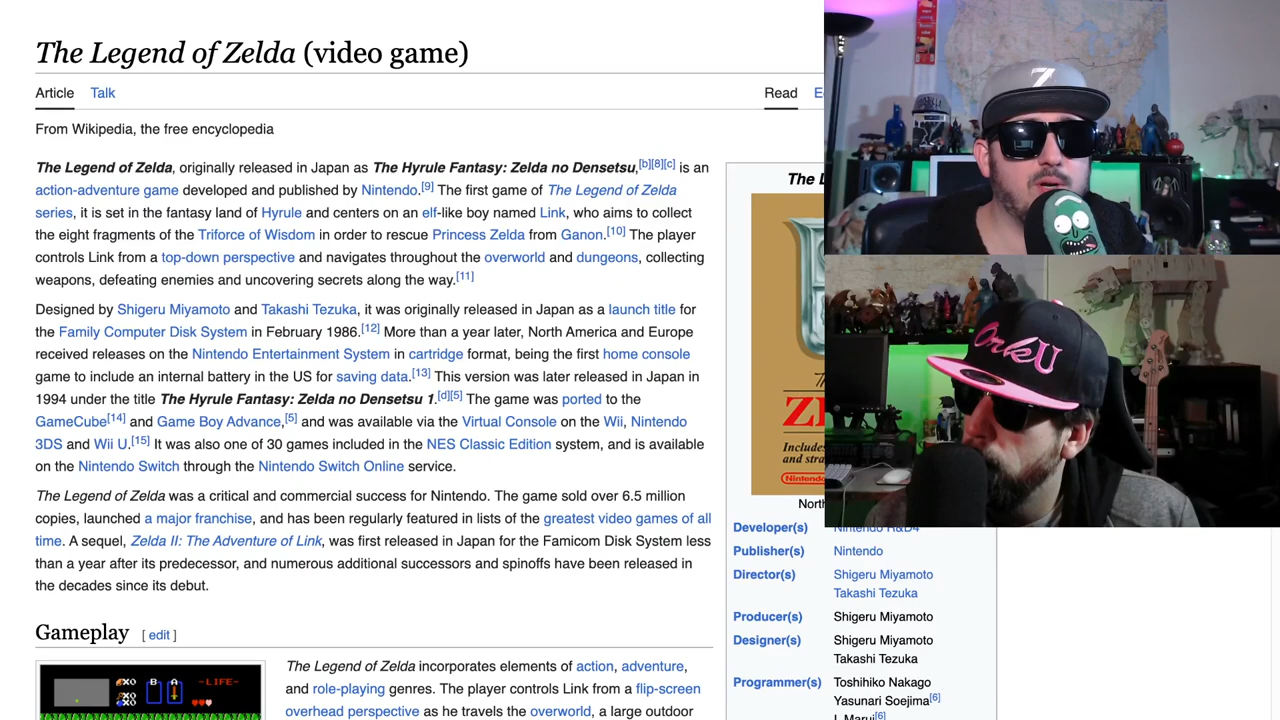 The Legend of Zelda (video game)
Article Talk
Read
From Wikipedia, the free encyclopedia
The Legend of Zelda, originally released in Japan as The Hyrule Fantasy: Zelda no Densetsu,[b][8][c] is an
action-adventure game developed and published by Nintendo.[9] The first game of The Legend of Zelda
series, it is set in the fantasy land of Hyrule and centers on an elf-like boy named Link, who aims to collect
the eight fragments of the Triforce of Wisdom in order to rescue Princess Zelda from Ganon.[10] The player
controls Link from a top-down perspective and navigates throughout the overworld and dungeons, collecting
weapons, defeating enemies and uncovering secrets along the way.[11]
Designed by Shigeru Miyamoto and Takashi Tezuka, it was originally released in Japan as a launch title for
the Family Computer Disk System in February 1986.[12] More than a year later, North America and Europe
received releases on the Nintendo Entertainment System in cartridge format, being the first home console
game to include an internal battery in the US for saving data.[13] This version was later released in Japan in
1994 under the title The Hyrule Fantasy: Zelda no Densetsu 1.[d][5] The game was ported to the
GameCube[14] and Game Boy Advance,[5] and was available via the Virtual Console on the Wii, Nintendo
3DS and Wii U.[15] It was also one of 30 games included in the NES Classic Edition system, and is available
on the Nintendo Switch through the Nintendo Switch Online service.
The Legend of Zelda was a critical and commercial success for Nintendo. The game sold over 6.5 million
copies, launched a major franchise, and has been regularly featured in lists of the greatest video games of all
time. A sequel, Zelda II: The Adventure of Link, was first released in Japan for the Famicom Disk System less
than a year after its predecessor, and numerous additional successors and spinoffs have been released in
the decades since its debut.
Gameplay [ edit ]
The Legend of Zelda incorporates elements of action, adventure,
and role-playing genres. The player controls Link from a flip-screen
overhead perspective as he travels the overworld, a large outdoor
X0 B A -LIFE-
X0
X0
The
Includes
and
Nintendo
Developer(s) Nintendo R&D4
Publisher(s) Nintendo
Director(s) Shigeru Miyamoto
Takashi Tezuka
Producer(s) Shigeru Miyamoto
Designer(s) Shigeru Miyamoto
Takashi Tezuka
Programmer(s) Toshihiko Nakago
Yasunari Soejima[6]
I. Marui[6]
Z
OrkU